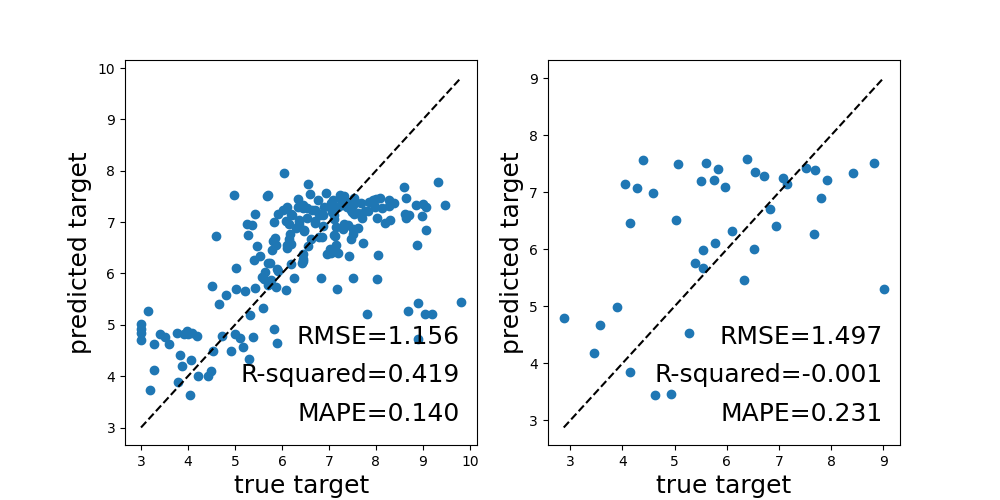 10
9
8
7
6
5
4
3
predicted target
RMSE=1.156
R-squared=0.419
MAPE=0.140
3 4 5 6 7 8 9 10
true target
9
8
7
6
5
4
3
predicted target
RMSE=1.497
R-squared=-0.001
MAPE=0.231
3 4 5 6 7 8 9
true target